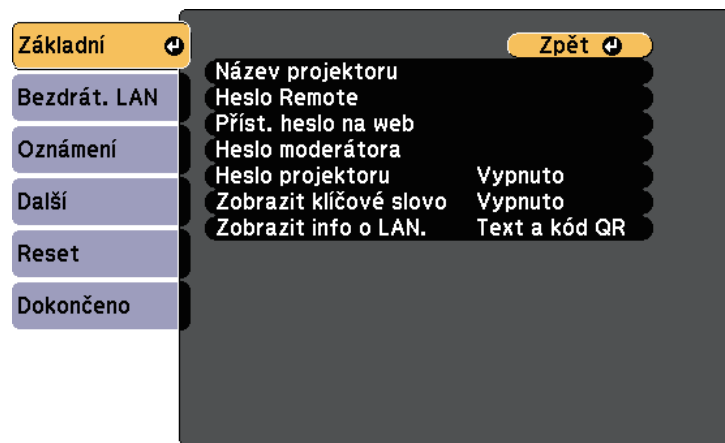 Základní
Bezdrát. LAN
Oznámení
Další
Reset
Dokončeno
Zpět
Název projektoru
Heslo Remote
Příst. heslo na web
Heslo moderátora
Heslo projektoru Vypnuto
Zobrazit klíčové slovo Vypnuto
Zobrazit info o LAN. Text a kód QR